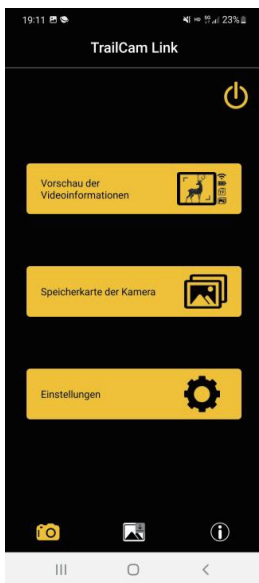 19:11 23%
TrailCam Link
Vorschau der
Videoinformationen
Speicherkarte der Kamera
Einstellungen